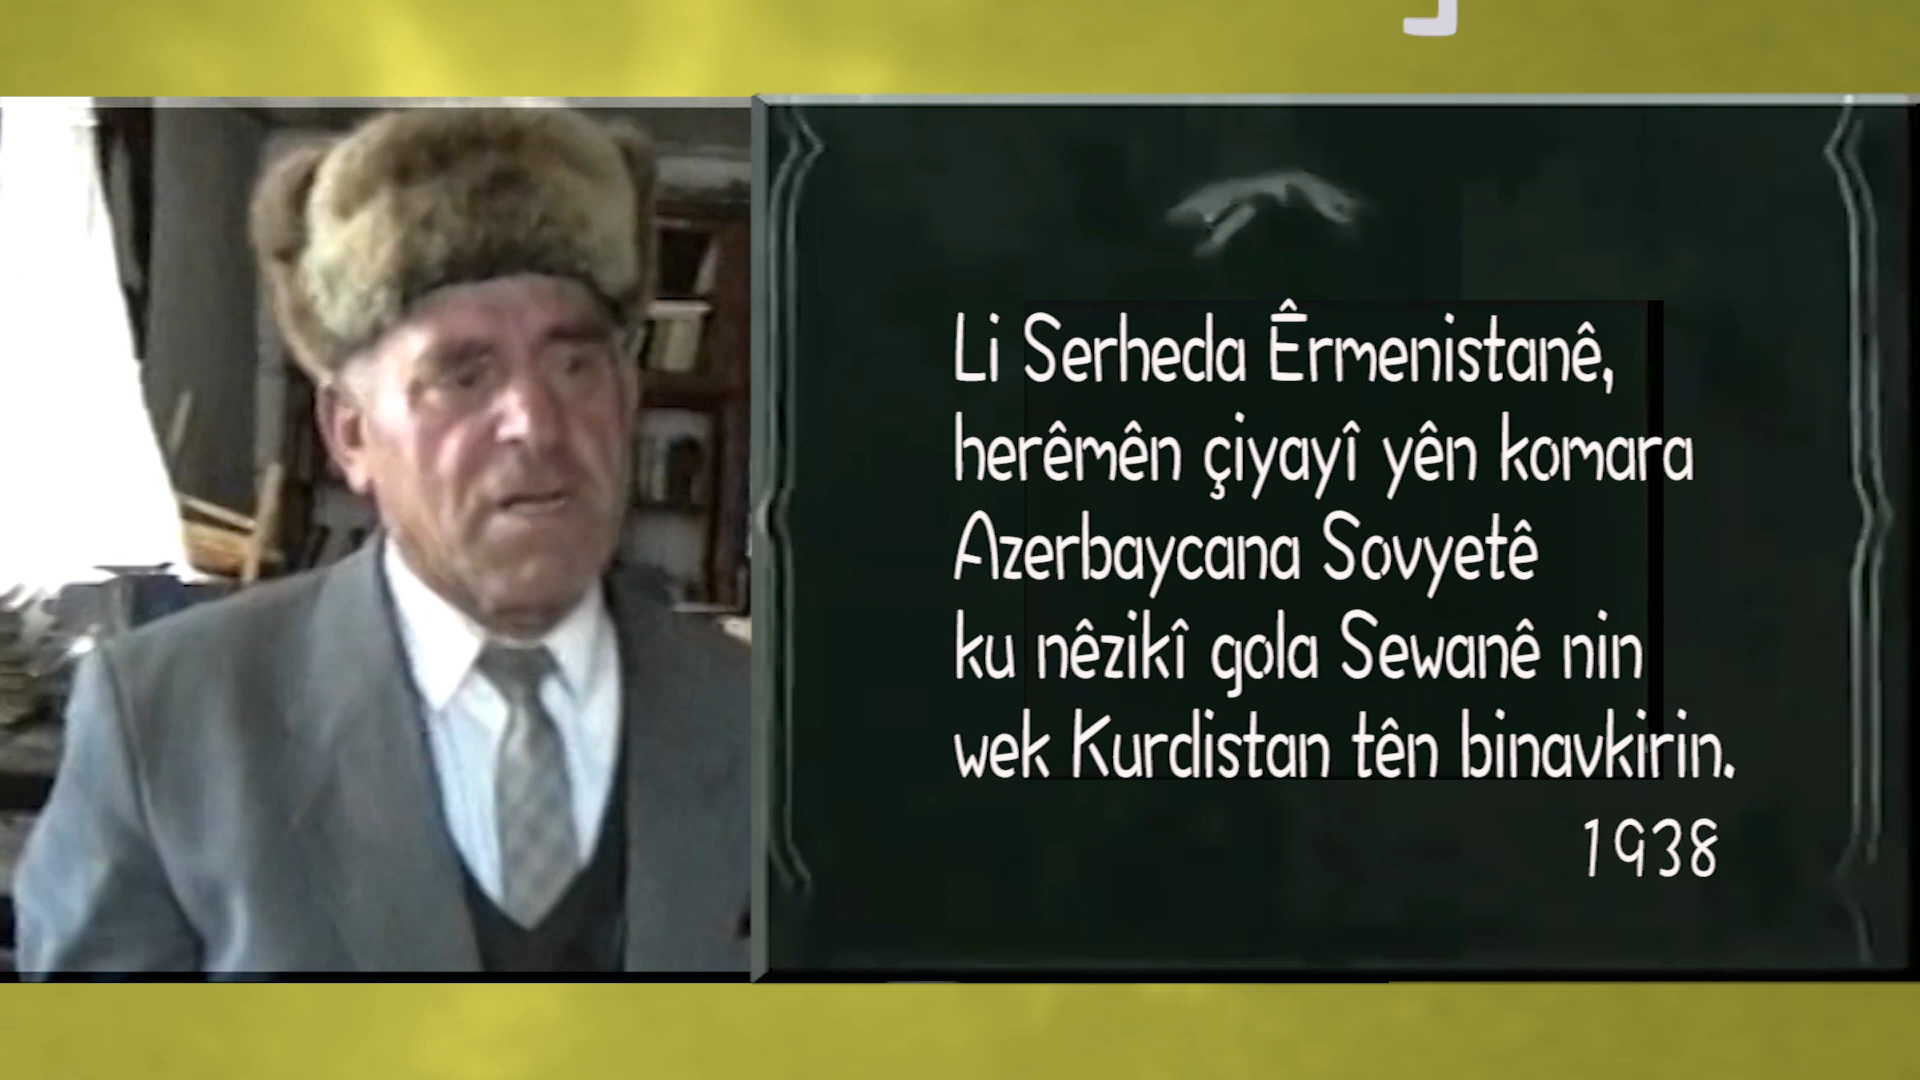 Li Serheda Êrmenistanê,
herêmên çiyayî yên komara
Azerbaycana Sovyetê
ku nêzikî gola Sewanê nin
wek Kurdistan tên binavkirin.
1938